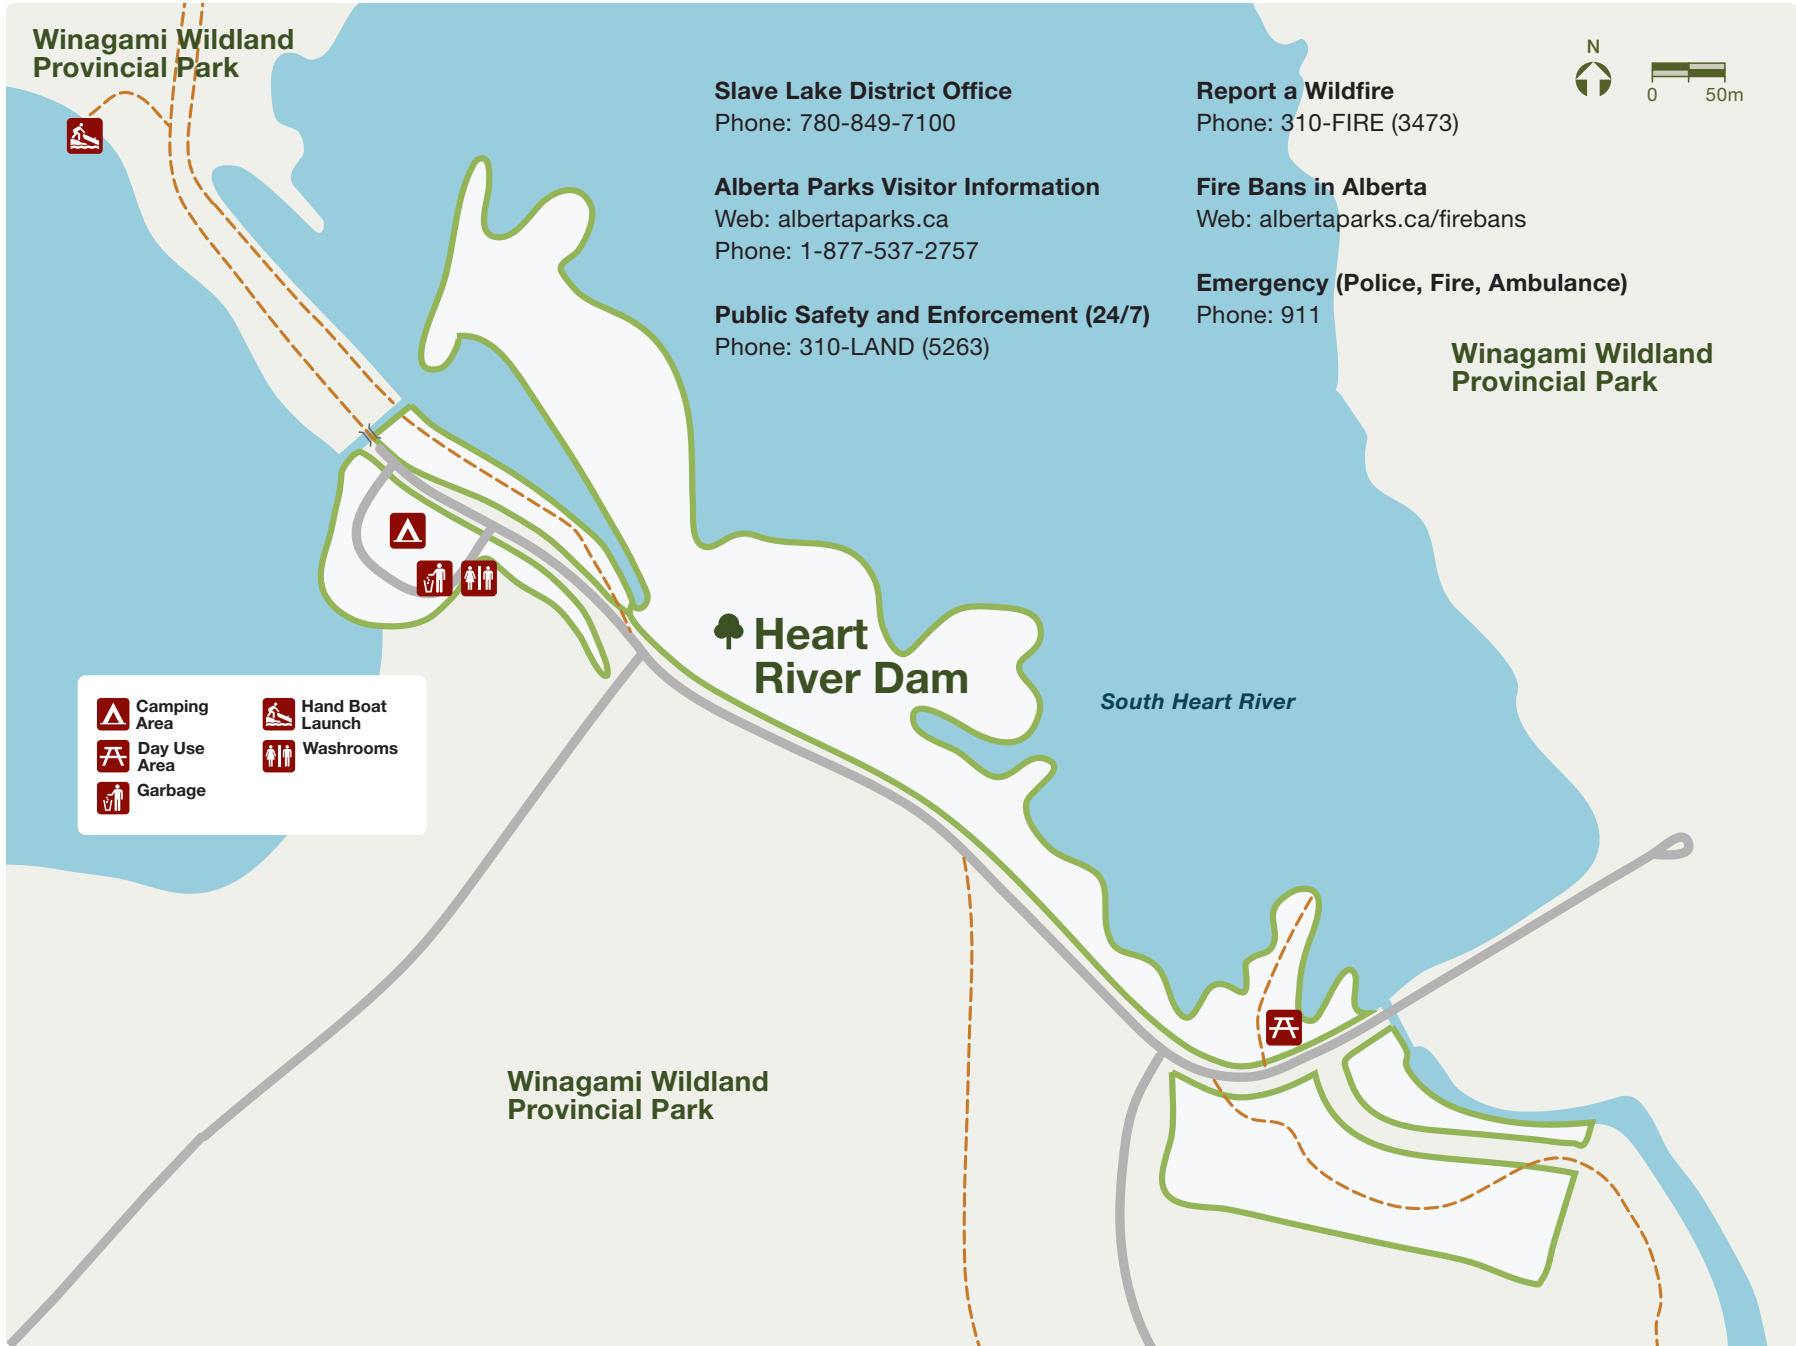 Winagami Wildland
Provincial Park
Slave Lake District Office
Phone: 780-849-7100
Alberta Parks Visitor Information
Web: albertaparks.ca
Phone: 1-877-537-2757
Public Safety and Enforcement (24/7)
Phone: 310-LAND (5263)
Report a Wildfire
Phone: 310-FIRE (3473)
Fire Bans in Alberta
Web: albertaparks.ca/firebans
Emergency (Police, Fire, Ambulance)
Phone: 911
N
0 50m
Winagami Wildland
Provincial Park
Heart
River Dam
South Heart River
Camping
Area
Day Use
Area
Garbage
Hand Boat
Launch
Washrooms
Winagami Wildland
Provincial Park